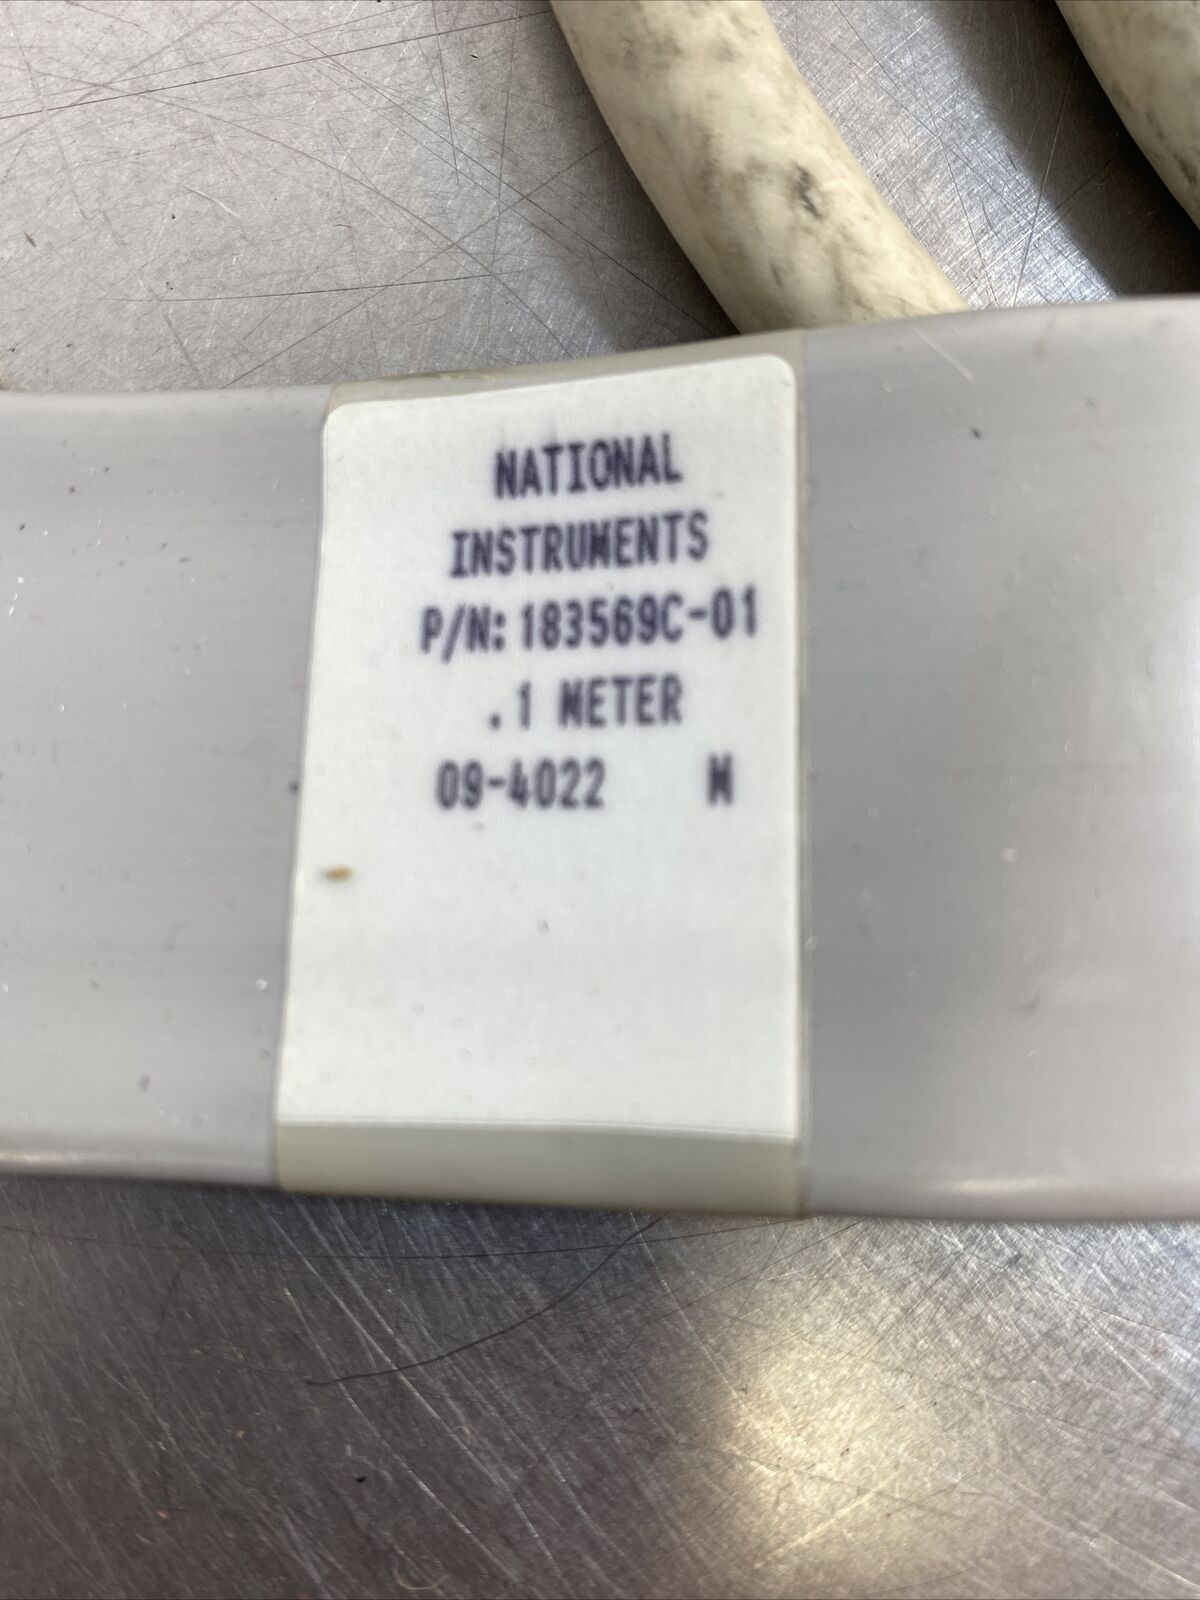 NATIONAL
INSTRUMENTS
P/N: 183569C-01
.1 METER
09-4022 M